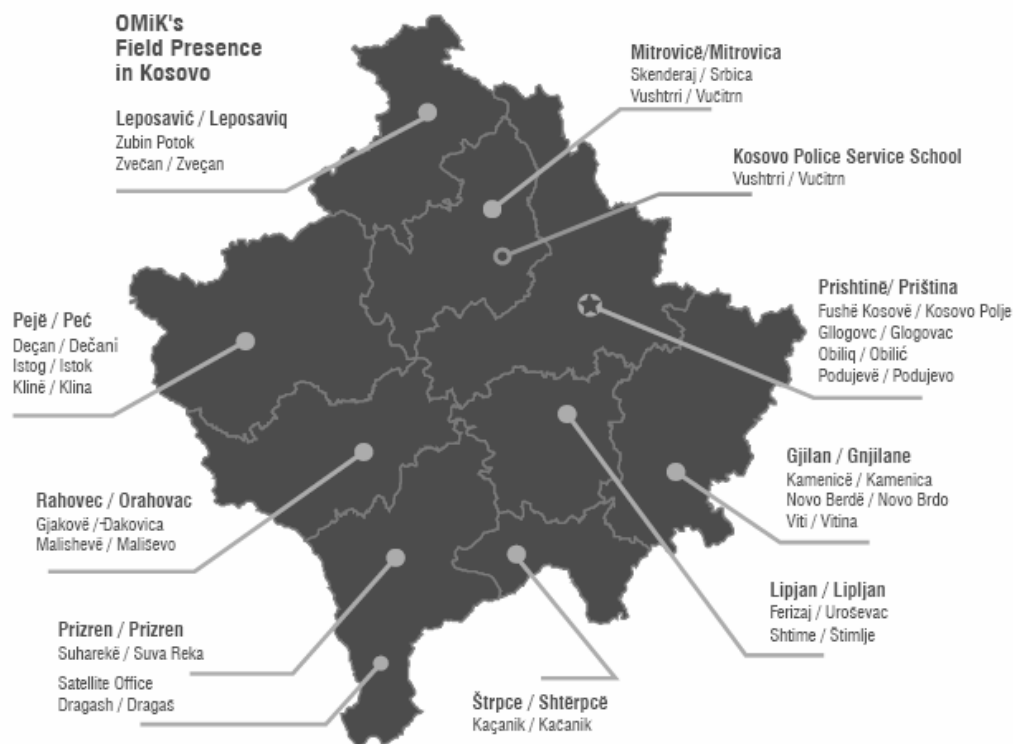 OMiK's
Field Presence
in Kosovo
Leposavić / Leposaviq
Zubin Potok
Zvečan / Zveçan
Mitrovicë/Mitrovica
Skenderaj / Srbica
Vushtrri / Vučitrn
Kosovo Police Service School
Vushtrri / Vučitrn
Prishtinë/ Priština
Fushë Kosovë / Kosovo Polje
Gllogovc / Glogovac
Obiliq / Obilić
Podujevë / Podujevo
Pejë / Peć
Deçan / Dečani
Istog / Istok
Klinë / Klina
Gjilan / Gnjilane
Kamenicë / Kamenica
Novo Berdë / Novo Brdo
Viti / Vitina
Rahovec / Orahovac
Gjakovë /Đakovica
Malishevë / Mališevo
Lipjan / Lipljan
Ferizaj / Uroševac
Shtime / Štimlje
Prizren / Prizren
Suharekë / Suva Reka
Satellite Office
Dragash / Dragaš
Štrpce / Shtërpcë
Kaçanik / Kačanik